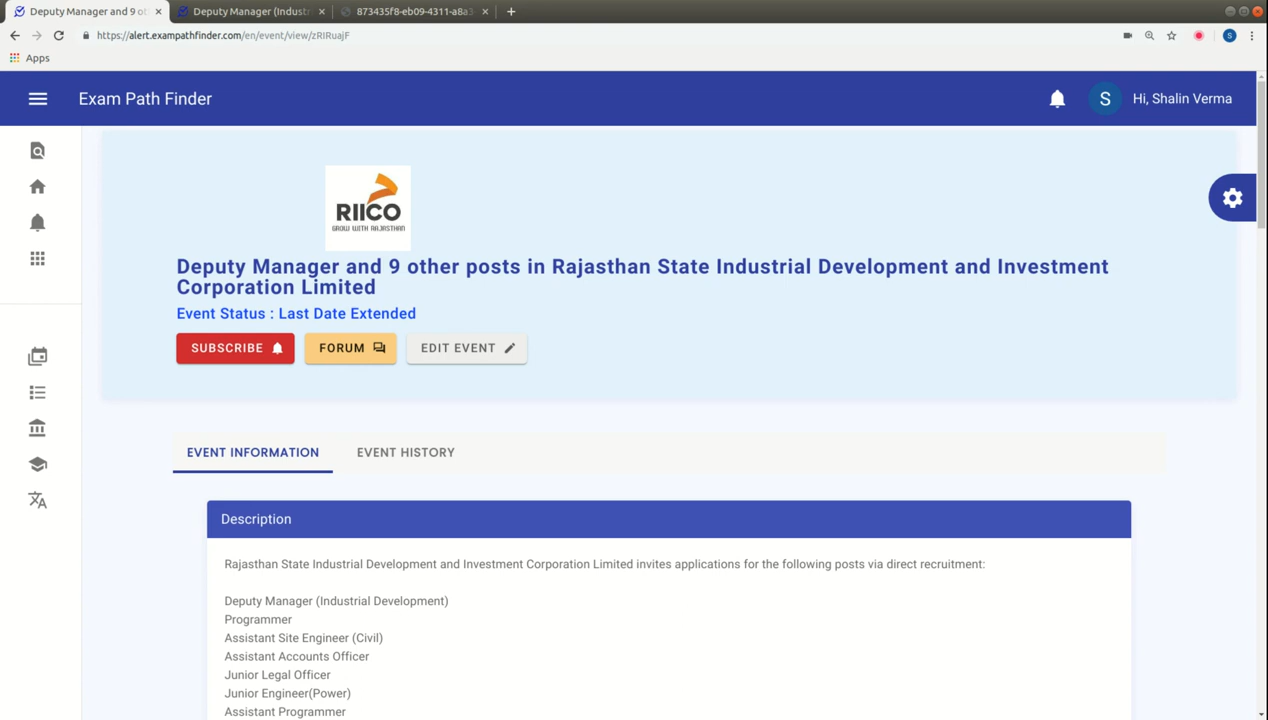 Deputy Manager and 9 ot
Deputy Manager (Indust
873435f8-eb09-4311-a8a3
https://alert.exampathfinder.com/en/event/view/zRIRuajF
S
Apps
Exam Path Finder
S
Hi, Shalin Verma
RIICO
GROW WITH RAJASTHAN
Deputy Manager and 9 other posts in Rajasthan State Industrial Development and Investment
Corporation Limited
Event Status : Last Date Extended
SUBSCRIBE
FORUM
EDIT EVENT
EVENT INFORMATION
EVENT HISTORY
Description
Rajasthan State Industrial Development and Investment Corporation Limited invites applications for the following posts via direct recruitment:
Deputy Manager (Industrial Development)
Programmer
Assistant Site Engineer (Civil)
Assistant Accounts Officer
Junior Legal Officer
Junior Engineer(Power)
Assistant Programmer